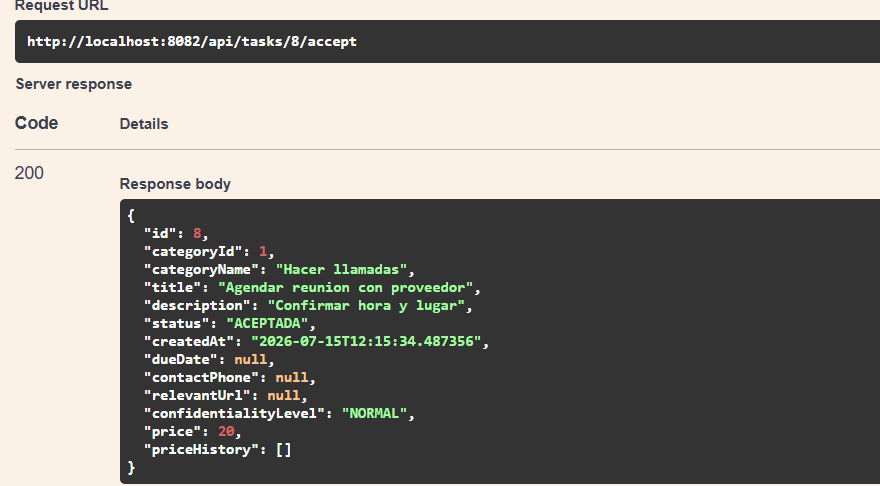 Request URL
http://localhost:8082/api/tasks/8/accept
Server response
Code Details
200
Response body
{
  "id": 8,
  "categoryId": 1,
  "categoryName": "Hacer llamadas",
  "title": "Agendar reunion con proveedor",
  "description": "Confirmar hora y lugar",
  "status": "ACEPTADA",
  "createdAt": "2026-07-15T12:15:34.487356",
  "dueDate": null,
  "contactPhone": null,
  "relevantUrl": null,
  "confidentialityLevel": "NORMAL",
  "price": 20,
  "priceHistory": []
}